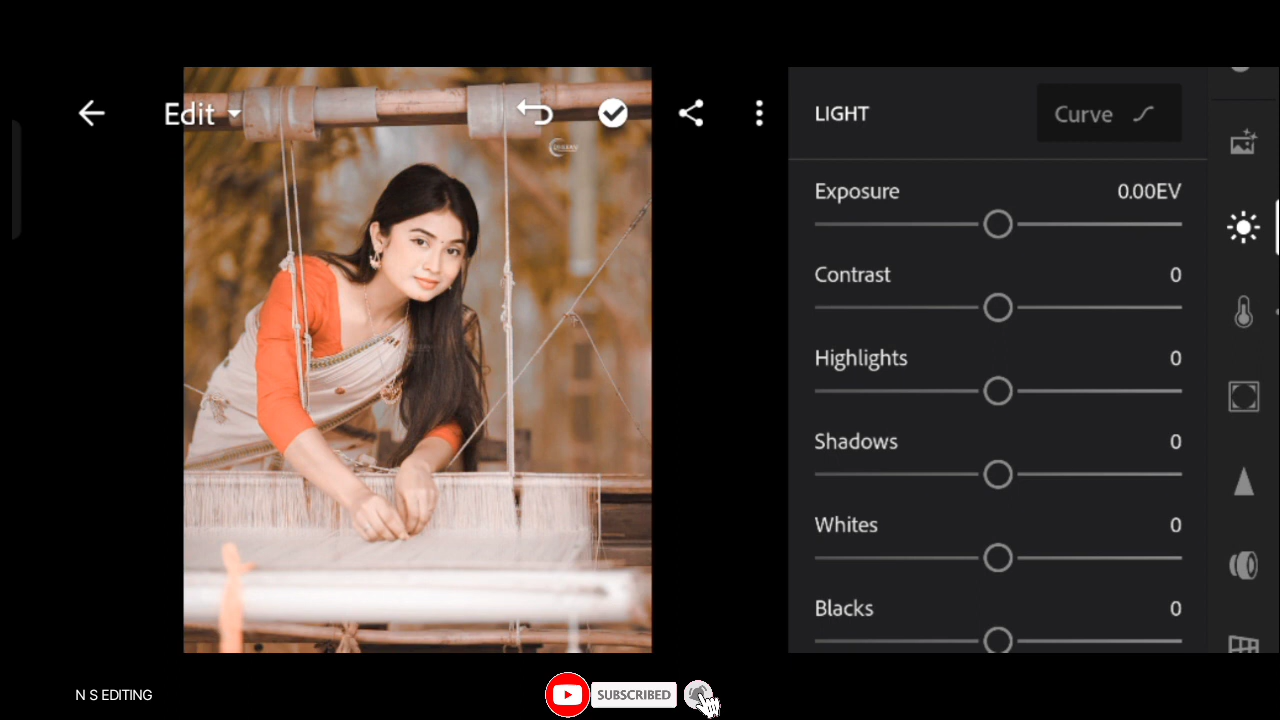 Edit
LIGHT
Curve
Exposure
0.00EV
Contrast
0
Highlights
0
Shadows
0
Whites
0
Blacks
0
N S EDITING
SUBSCRIBED